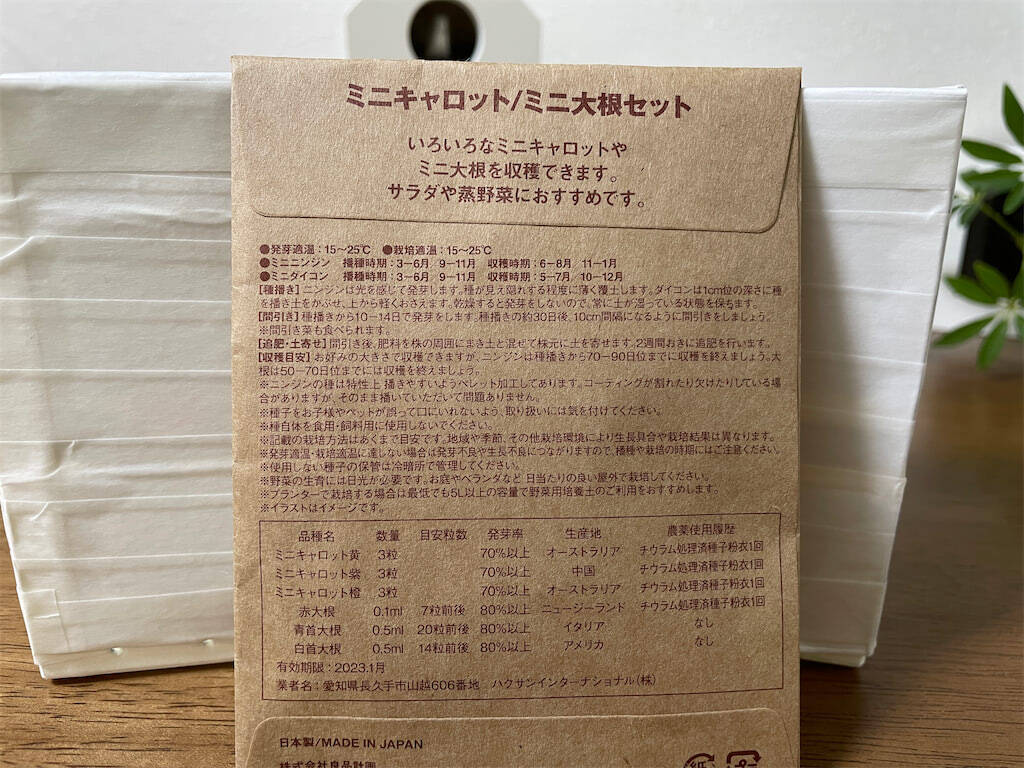 ミニキャロット/ミニ大根セット
いろいろなミニキャロットや
ミニ大根を収穫できます。
サラダや蒸野菜におすすめです。
●発芽適温：15〜25℃ ●栽培適温：15〜25℃
●ミニニンジン 播種時期：3−6月 9−11月 収穫時期：6−8月 11−1月
●ミニダイコン 播種時期：3−6月 9−11月 収穫時期：5−7月、10−12月
【種播き】ニンジンは光を感じて発芽します。種が見え隠れする程度に薄く覆土します。ダイコンは1cm位の深さに種
を播き土をかぶせ、上から軽くおさえます。乾燥すると発芽をしないので、常に土が湿っている状態を保ちます。
【間引き】種播きから10−14日で発芽をします。種播きの約30日後、10cm間隔になるように間引きをしましょう。
※間引き菜も食べられます。
【追肥・土寄せ】間引き後、肥料を株の周囲にまき土と混ぜて株元に土を寄せます。2週間おきに追肥を行います。
【収穫目安】お好みの大きさで収穫できますが、ニンジンは種播きから70−90日位までに収穫を終えましょう。大
根は50−70日位までには収穫を終えましょう。
※ニンジンの種は特性上 播きやすいようペレット加工してあります。コーティングが割れたり欠けたりしている場
合がありますが、そのまま播いていただいて問題ありません。
※種子をお子様やペットが誤って口にいれないよう、取り扱いには気を付けてください。
※種自体を食用・飼料用に使用しないでください。
※記載の栽培方法はあくまで目安です。地域や季節、その他栽培環境により生長具合や栽培結果は異なります。
※発芽適温・栽培適温に達しない場合は発芽不良や生長不良につながりますので、播種や栽培の時期にはご注意ください。
※使用しない種子の保管は冷暗所で管理してください。
※野菜の生育には日光が必要です。お庭やベランダなど 日当たりの良い屋外で栽培してください。
※プランターで栽培する場合は最低でも5L以上の容量で野菜用培養土のご利用をおすすめします。
※イラストはイメージです。
品種名 数量 目安粒数 発芽率 生産地 農薬使用履歴
ミニキャロット黄 3粒 70%以上 オーストラリア チウラム処理済種子粉衣1回
ミニキャロット紫 3粒 70%以上 中国 チウラム処理済種子粉衣1回
ミニキャロット橙 3粒 70%以上 オーストラリア チウラム処理済種子粉衣1回
赤大根 0.1ml 7粒前後 80%以上 ニュージーランド チウラム処理済種子粉衣1回
青首大根 0.5ml 20粒前後 80%以上 イタリア なし
白首大根 0.5ml 14粒前後 80%以上 アメリカ なし
有効期限：2023.1月
業者名：愛知県長久手市山越606番地 ハクサンインターナショナル（株）
日本製/MADE IN JAPAN
株式会社良品計画
紙 プラ